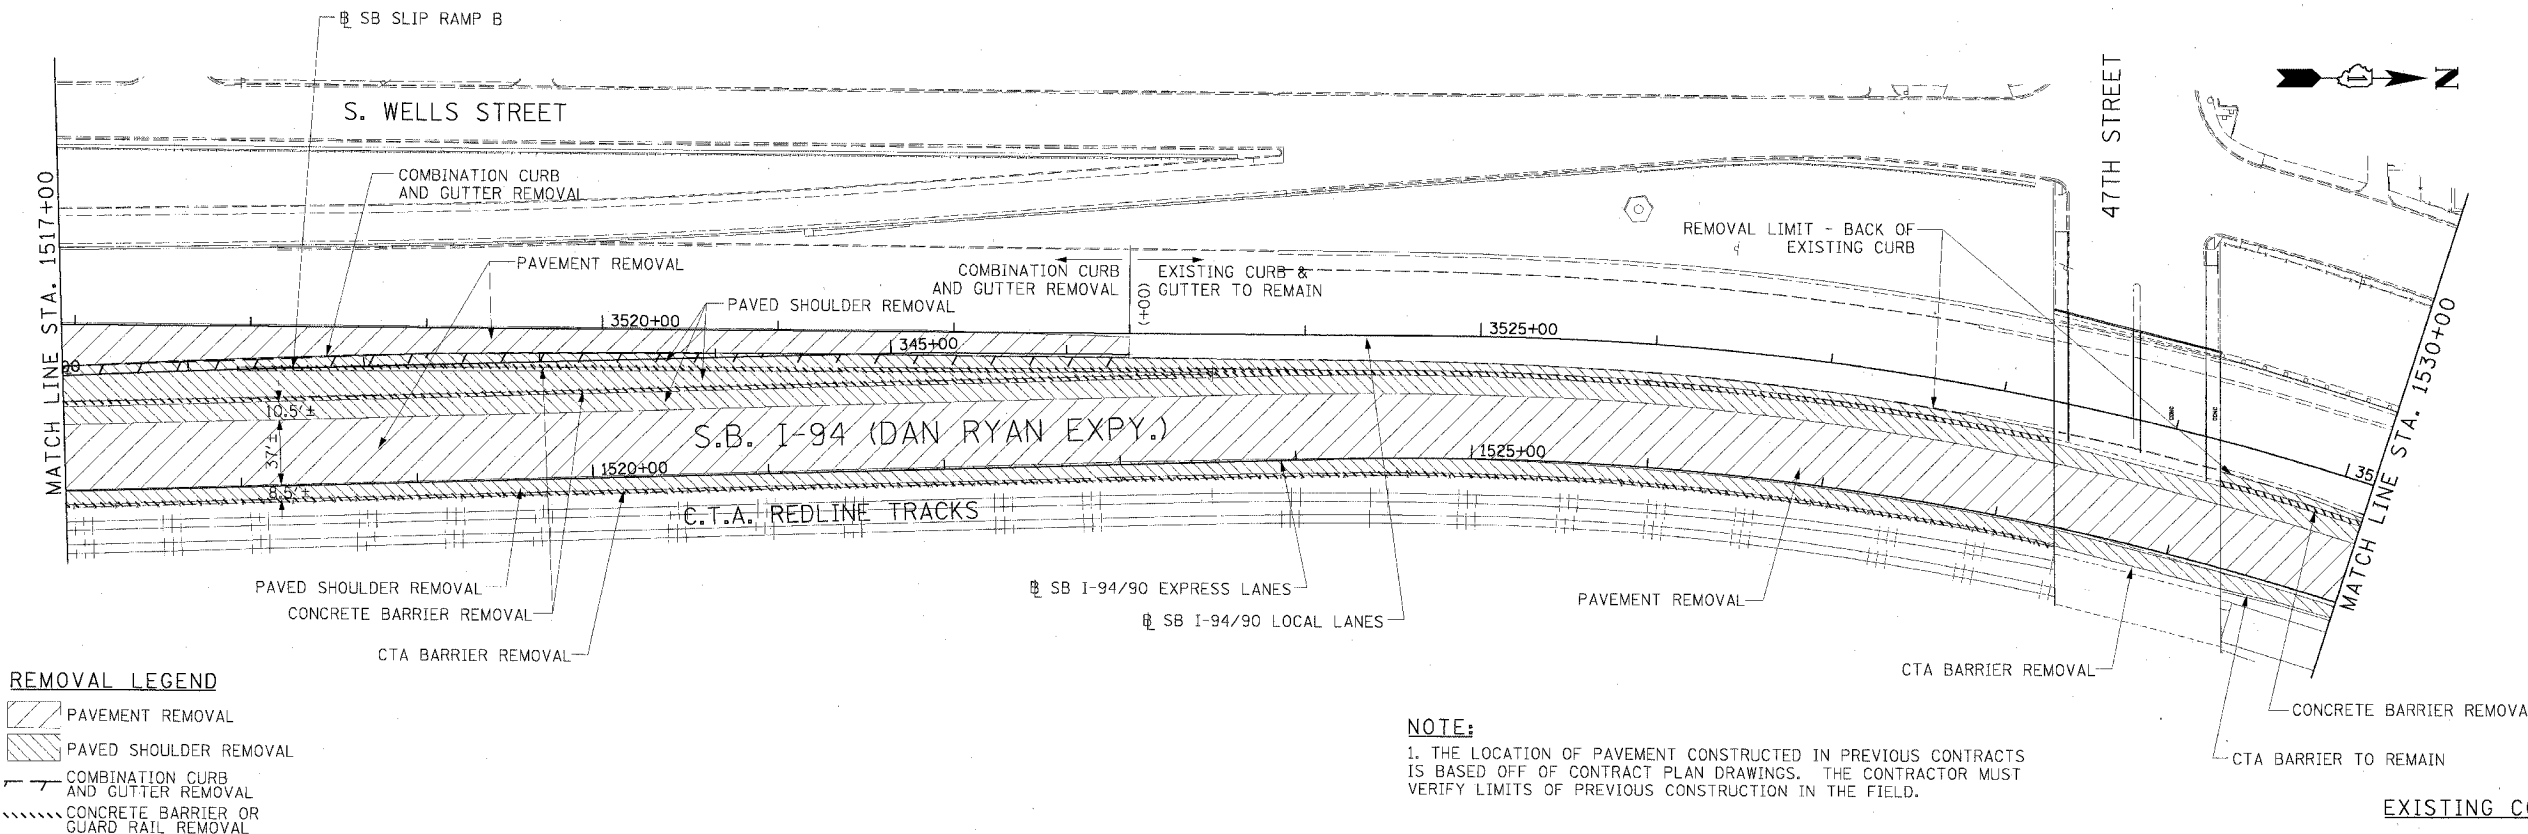 ℄ SB SLIP RAMP B
S. WELLS STREET
47TH STREET
N
COMBINATION CURB
AND GUTTER REMOVAL
MATCH LINE STA. 1517+00
PAVEMENT REMOVAL
PAVED SHOULDER REMOVAL
COMBINATION CURB
AND GUTTER REMOVAL
EXISTING CURB &
GUTTER TO REMAIN
(+00)
REMOVAL LIMIT - BACK OF
EXISTING CURB
3520+00
3525+00
345+00
35
10.5'±
37'±
8.5'±
S.B. I-94 (DAN RYAN EXPY.)
1520+00
1525+00
C.T.A. REDLINE TRACKS
MATCH LINE STA. 1530+00
PAVED SHOULDER REMOVAL
CONCRETE BARRIER REMOVAL
CTA BARRIER REMOVAL
℄ SB I-94/90 EXPRESS LANES
℄ SB I-94/90 LOCAL LANES
PAVEMENT REMOVAL
CTA BARRIER REMOVAL
CONCRETE BARRIER REMOVA
CTA BARRIER TO REMAIN
REMOVAL LEGEND
PAVEMENT REMOVAL
PAVED SHOULDER REMOVAL
COMBINATION CURB
AND GUTTER REMOVAL
CONCRETE BARRIER OR
GUARD RAIL REMOVAL
NOTE:
1. THE LOCATION OF PAVEMENT CONSTRUCTED IN PREVIOUS CONTRACTS
IS BASED OFF OF CONTRACT PLAN DRAWINGS. THE CONTRACTOR MUST
VERIFY LIMITS OF PREVIOUS CONSTRUCTION IN THE FIELD.
EXISTING CO